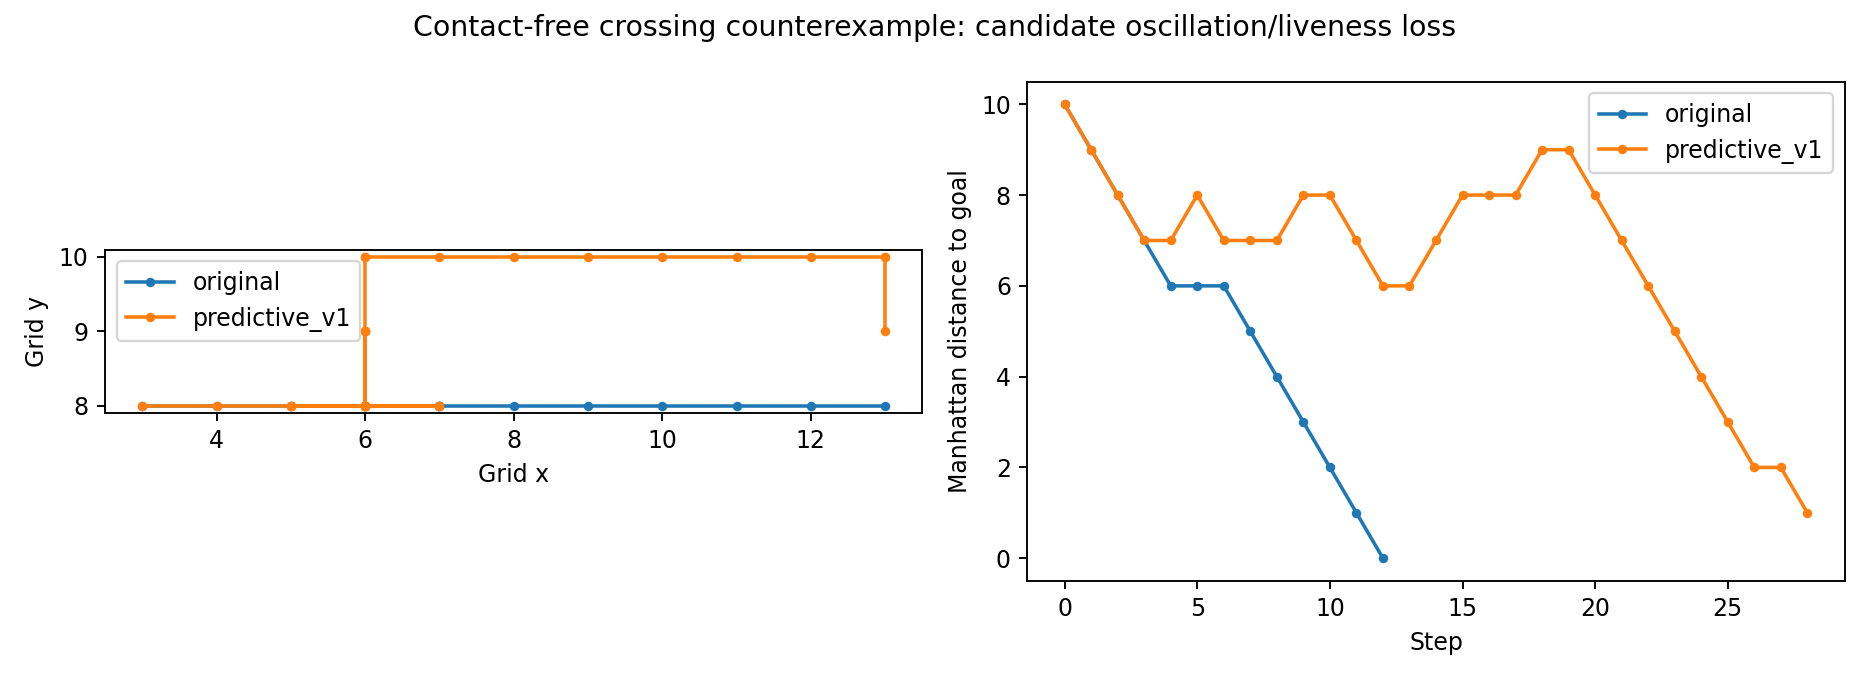 Contact-free crossing counterexample: candidate oscillation/liveness loss
original
predictive_v1
10
9
8
Grid y
4
6
8
10
12
Grid x
original
predictive_v1
10
8
6
4
2
0
Manhattan distance to goal
0
5
10
15
20
25
Step